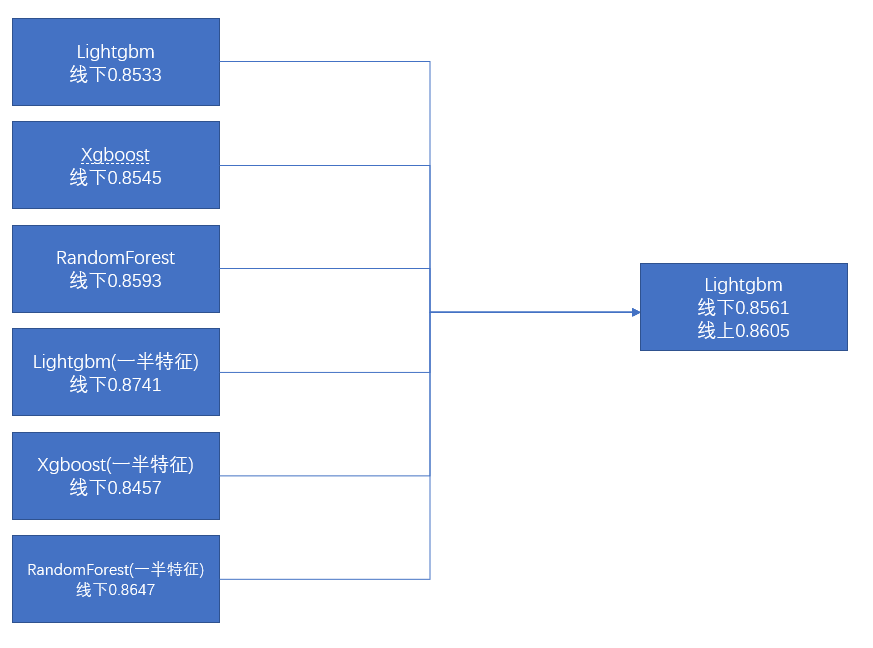 Lightgbm
线下0.8533
Xgboost
线下0.8545
RandomForest
线下0.8593
Lightgbm(一半特征)
线下0.8741
Xgboost(一半特征)
线下0.8457
RandomForest(一半特征)
线下0.8647
Lightgbm
线下0.8561
线上0.8605